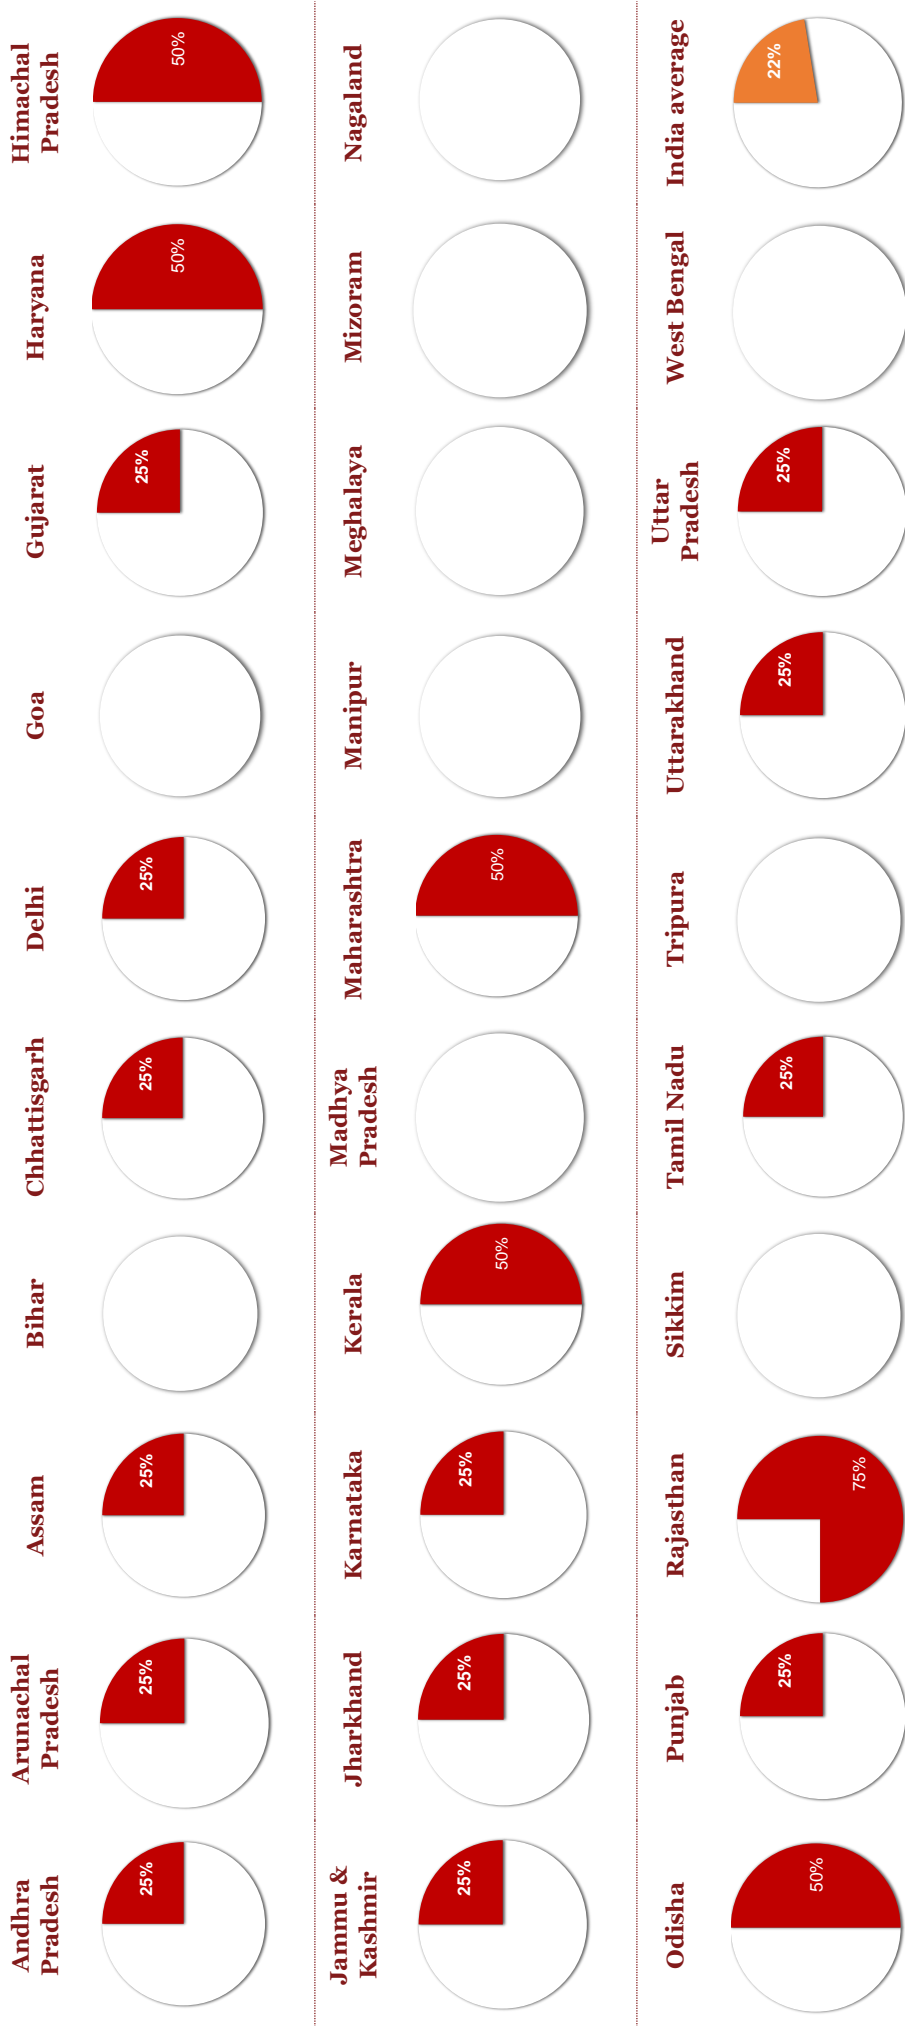 Andhra
Pradesh
Arunachal
Pradesh
Assam
Bihar
Chhattisgarh
Delhi
Goa
Gujarat
Haryana
Himachal
Pradesh
25%
25%
25%
25%
25%
25%
50%
50%
Jammu &
Kashmir
Jharkhand
Karnataka
Kerala
Madhya
Pradesh
Maharashtra
Manipur
Meghalaya
Mizoram
Nagaland
25%
25%
25%
50%
50%
Odisha
Punjab
Rajasthan
Sikkim
Tamil Nadu
Tripura
Uttarakhand
Uttar
Pradesh
West Bengal
India average
50%
25%
75%
25%
25%
25%
22%